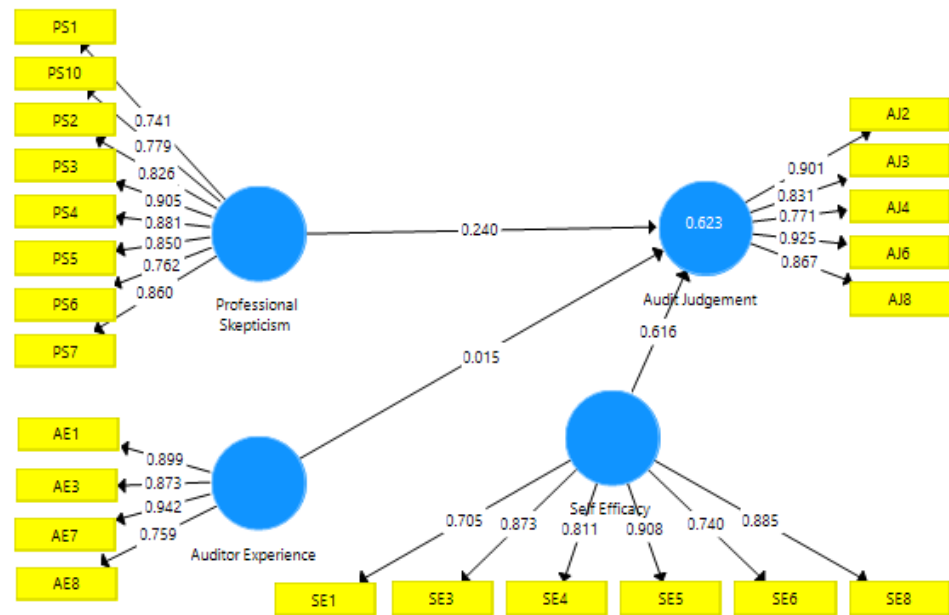 PS1
PS10
PS2
PS3
PS4
PS5
PS6
PS7
0.741
0.779
0.826
0.905
0.881
0.850
0.762
0.860
Professional
Skepticism
0.240
0.623
Audit Judgement
0.901
0.831
0.771
0.925
0.867
AJ2
AJ3
AJ4
AJ6
AJ8
0.015
0.616
AE1
AE3
AE7
AE8
0.899
0.873
0.942
0.759
Auditor Experience
Self Efficacy
0.705
0.873
0.811
0.908
0.740
0.885
SE1
SE3
SE4
SE5
SE6
SE8